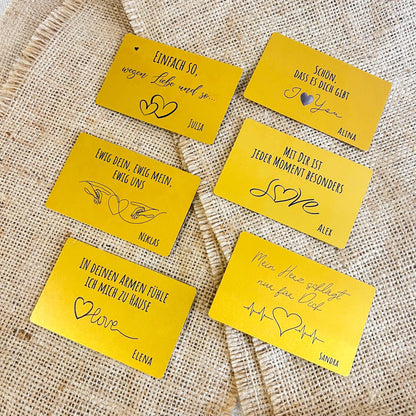 EINFACH SO,
wegen Liebe und so...
JULIA
SCHÖN,
DASS ES DICH GIBT
I You
ALINA
EWIG DEIN, EWIG MEIN,
EWIG UNS
NIKLAS
MIT DIR IST
JEDER MOMENT BESONDERS
Love
ALEX
IN DEINEN ARMEN FÜHLE
ICH MICH ZU HAUSE
love
ELENA
Mein Herz schlägt
nur für Dich
SANDRA